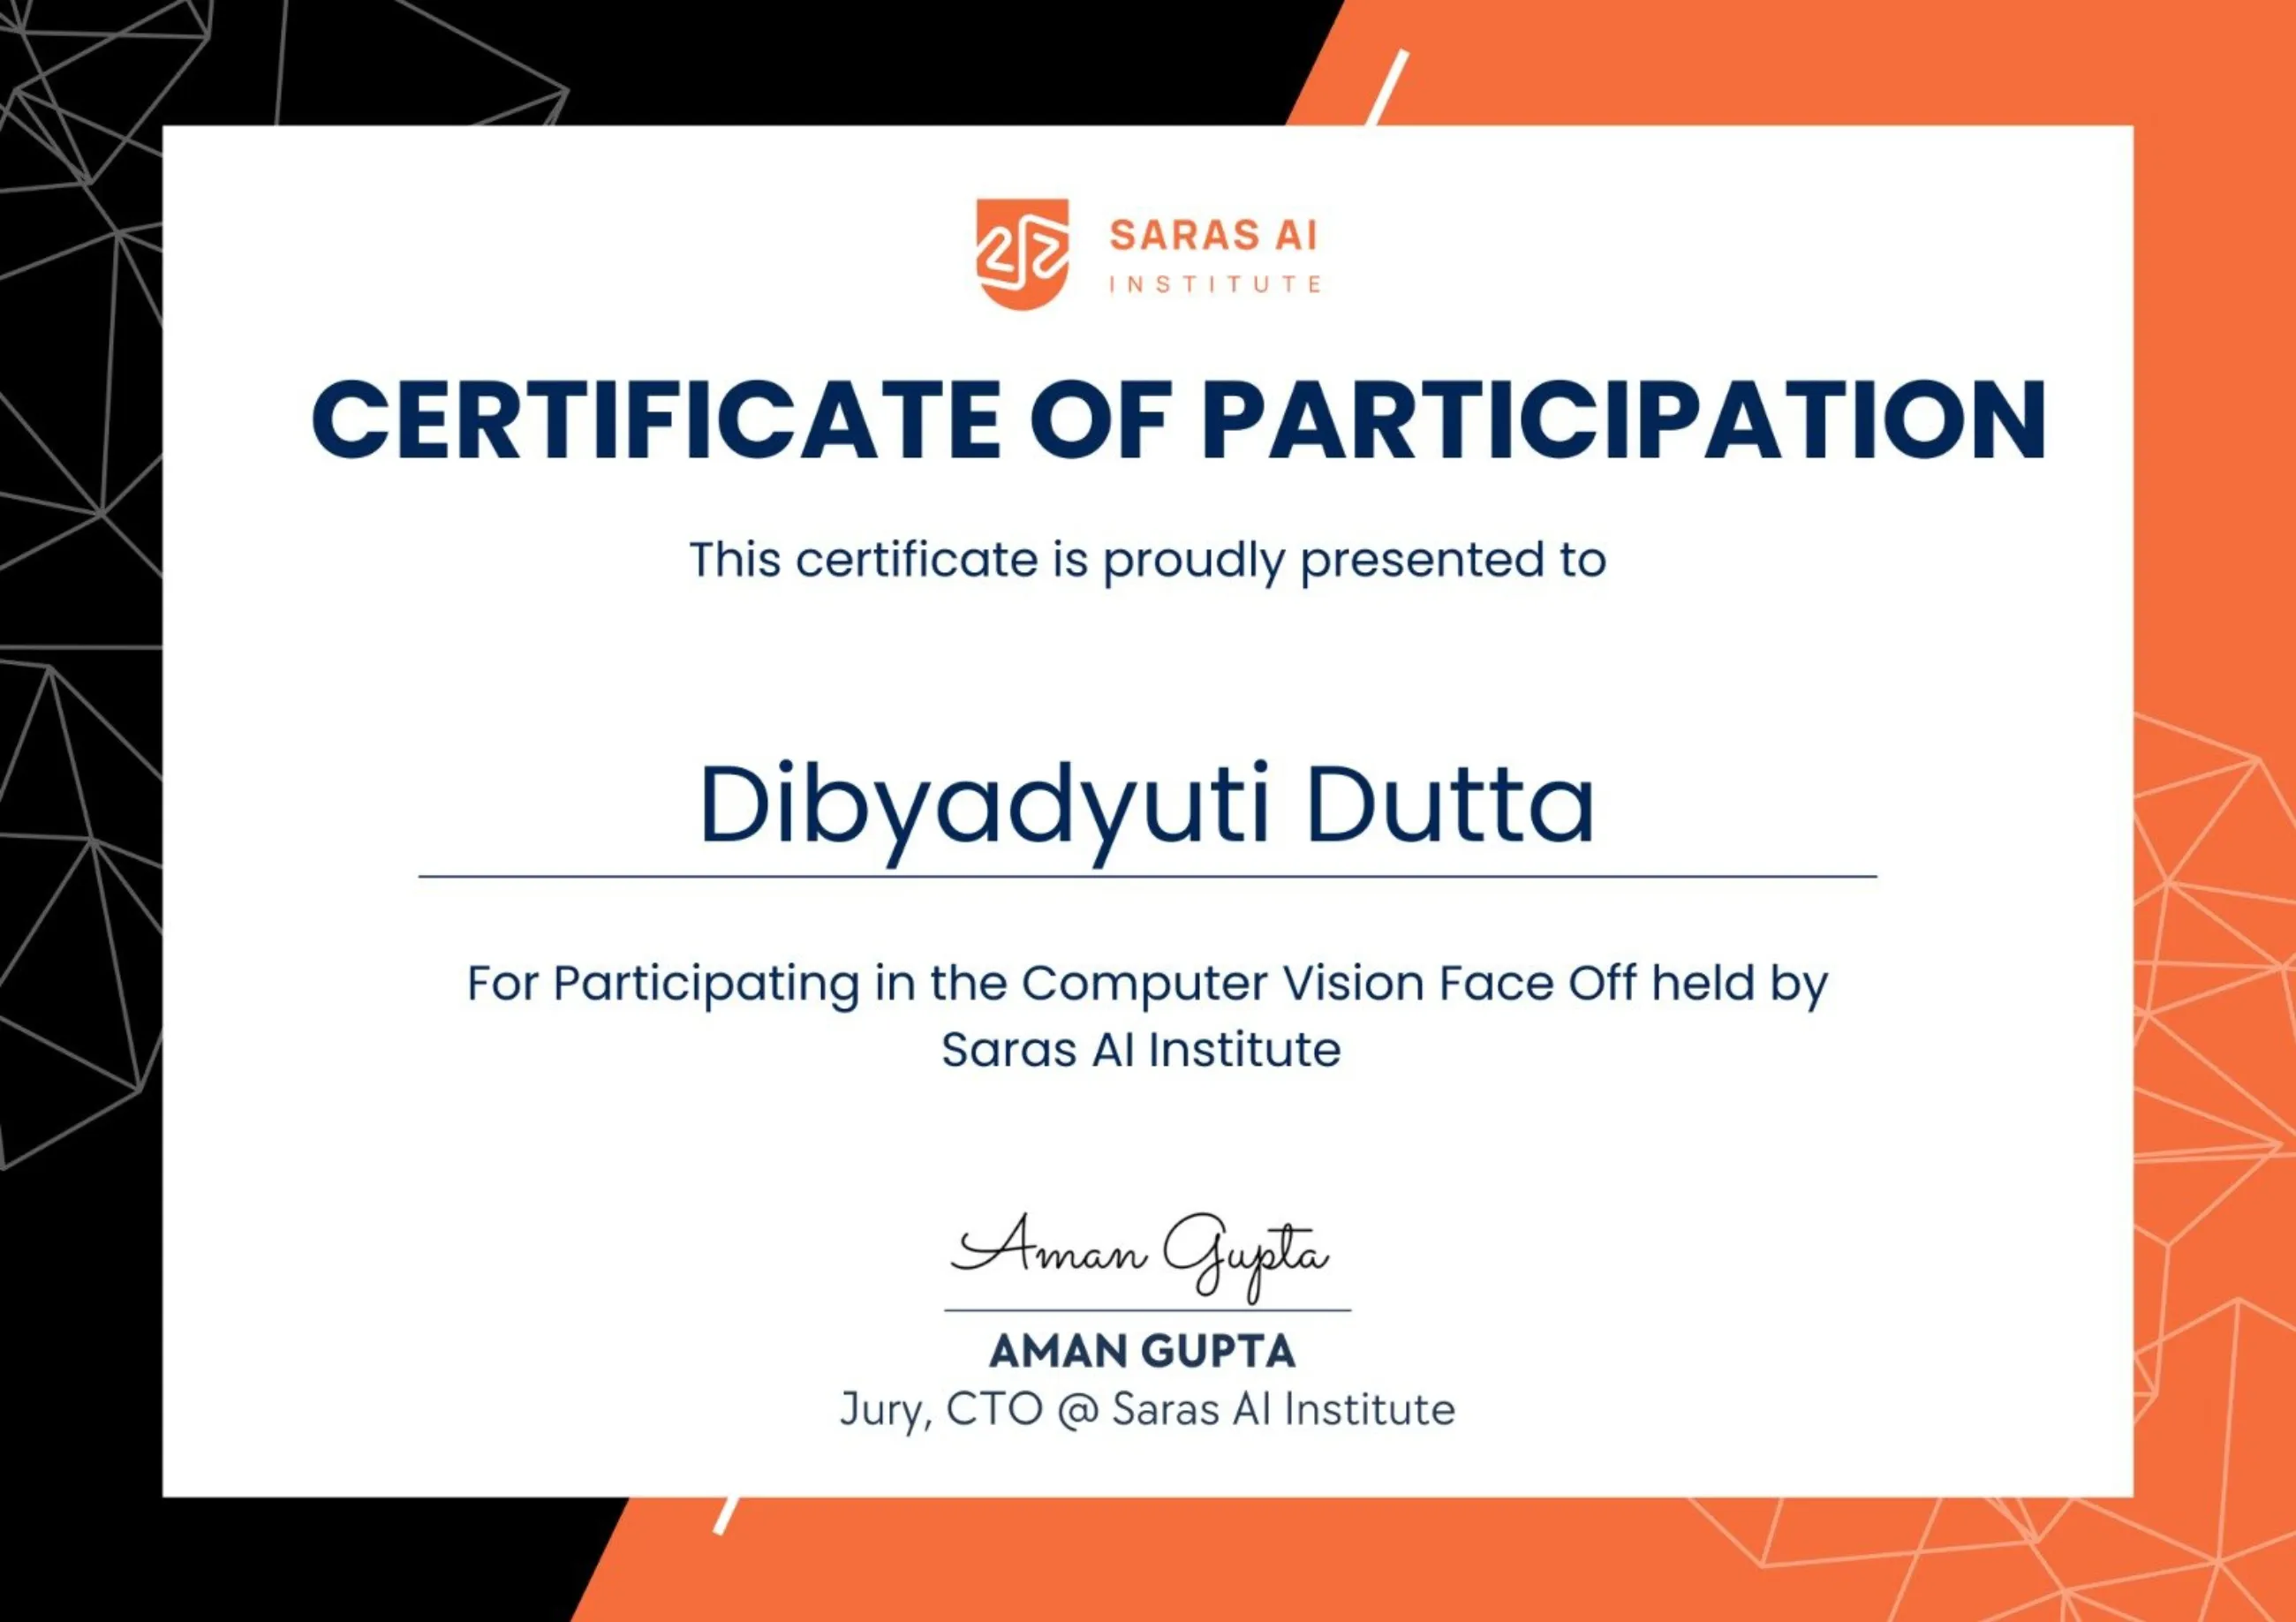 SARAS AI
INSTITUTE
CERTIFICATE OF PARTICIPATION
This certificate is proudly presented to
Dibyadyuti Dutta
For Participating in the Computer Vision Face Off held by
Saras AI Institute
Aman Gupta
AMAN GUPTA
Jury, CTO @ Saras AI Institute